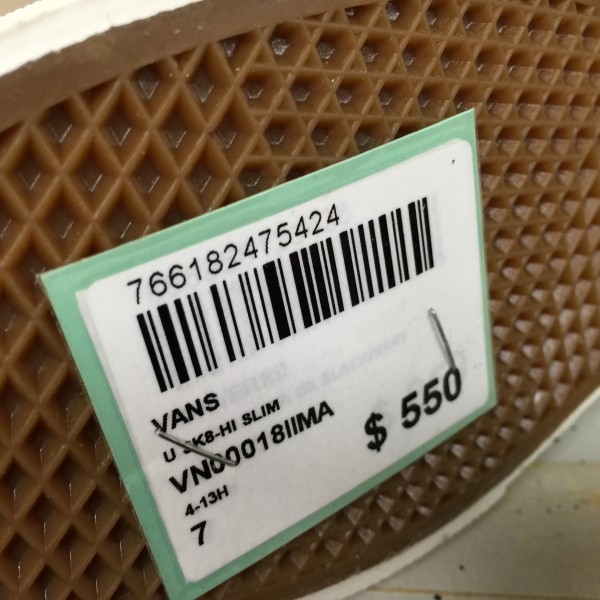 766182475424
VANS
U SK8-HI SLIM
VN00018IIMA
$ 550
4-13H
7